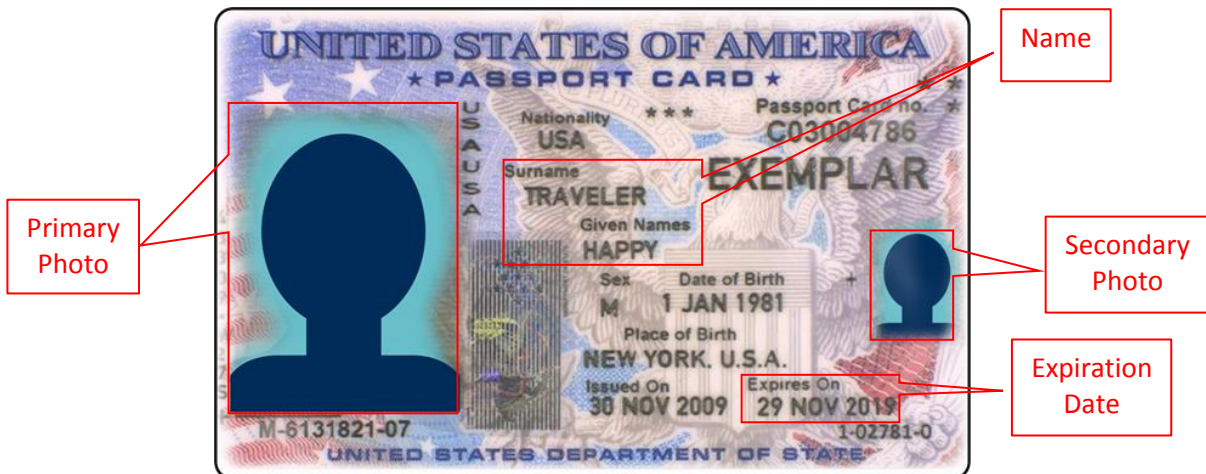 UNITED STATES OF AMERICA
★ PASSPORT CARD ★
Name
Primary
Photo
USAUSA
Nationality
USA
* * *
Passport Card no.
C03004786
Surname
TRAVELER
EXEMPLAR
Given Names
HAPPY
Secondary
Photo
Sex
M
Date of Birth
1 JAN 1981
Place of Birth
NEW YORK. U.S.A.
Issued On
30 NOV 2009
Expires On
29 NOV 2019
Expiration
Date
M-6131821-07
1-02781-0
UNITED STATES DEPARTMENT OF STATE